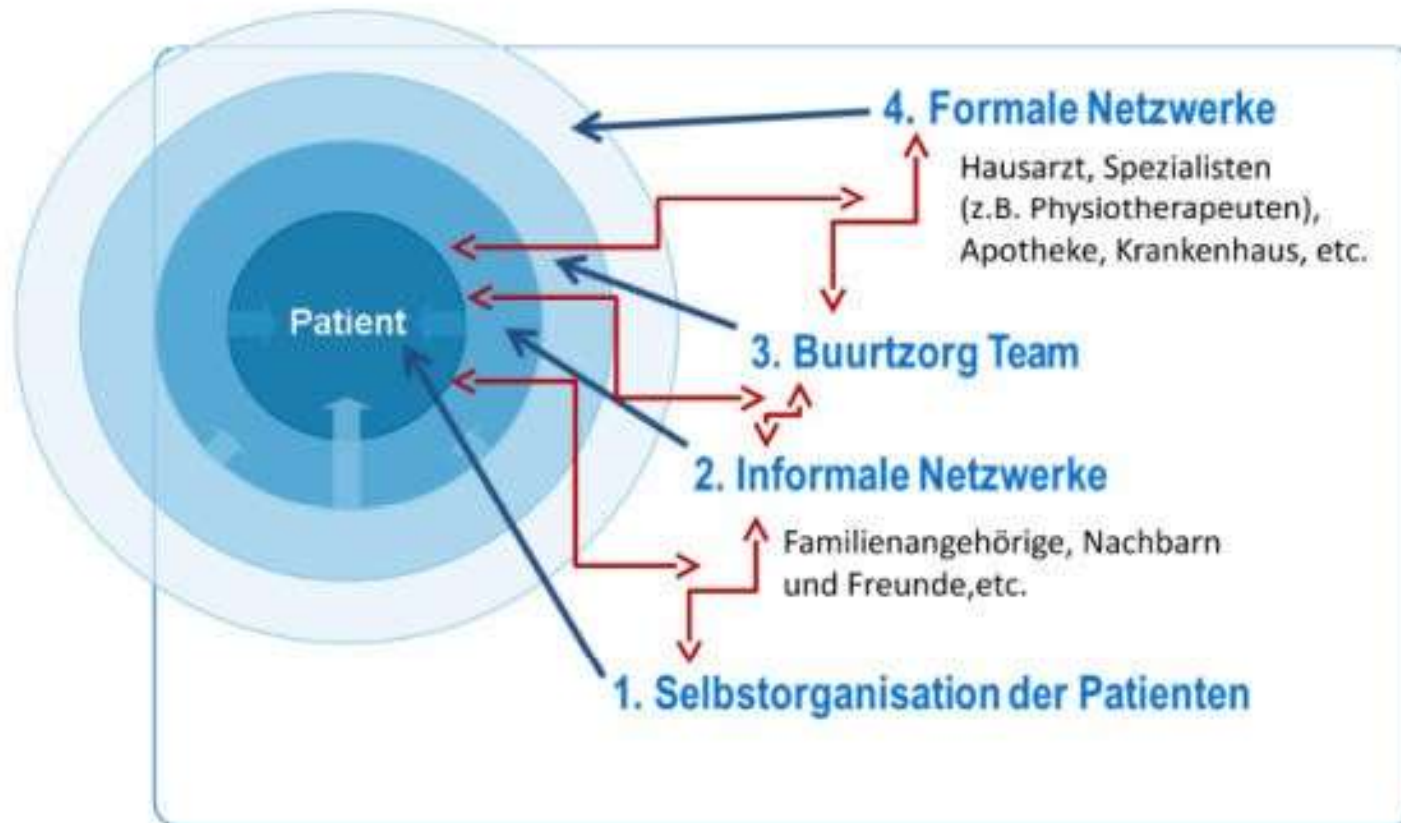 4. Formale Netzwerke
Hausarzt, Spezialisten
(z.B. Physiotherapeuten),
Apotheke, Krankenhaus, etc.
Patient
3. Buurtzorg Team
2. Informale Netzwerke
Familienangehörige, Nachbarn
und Freunde,etc.
1. Selbstorganisation der Patienten